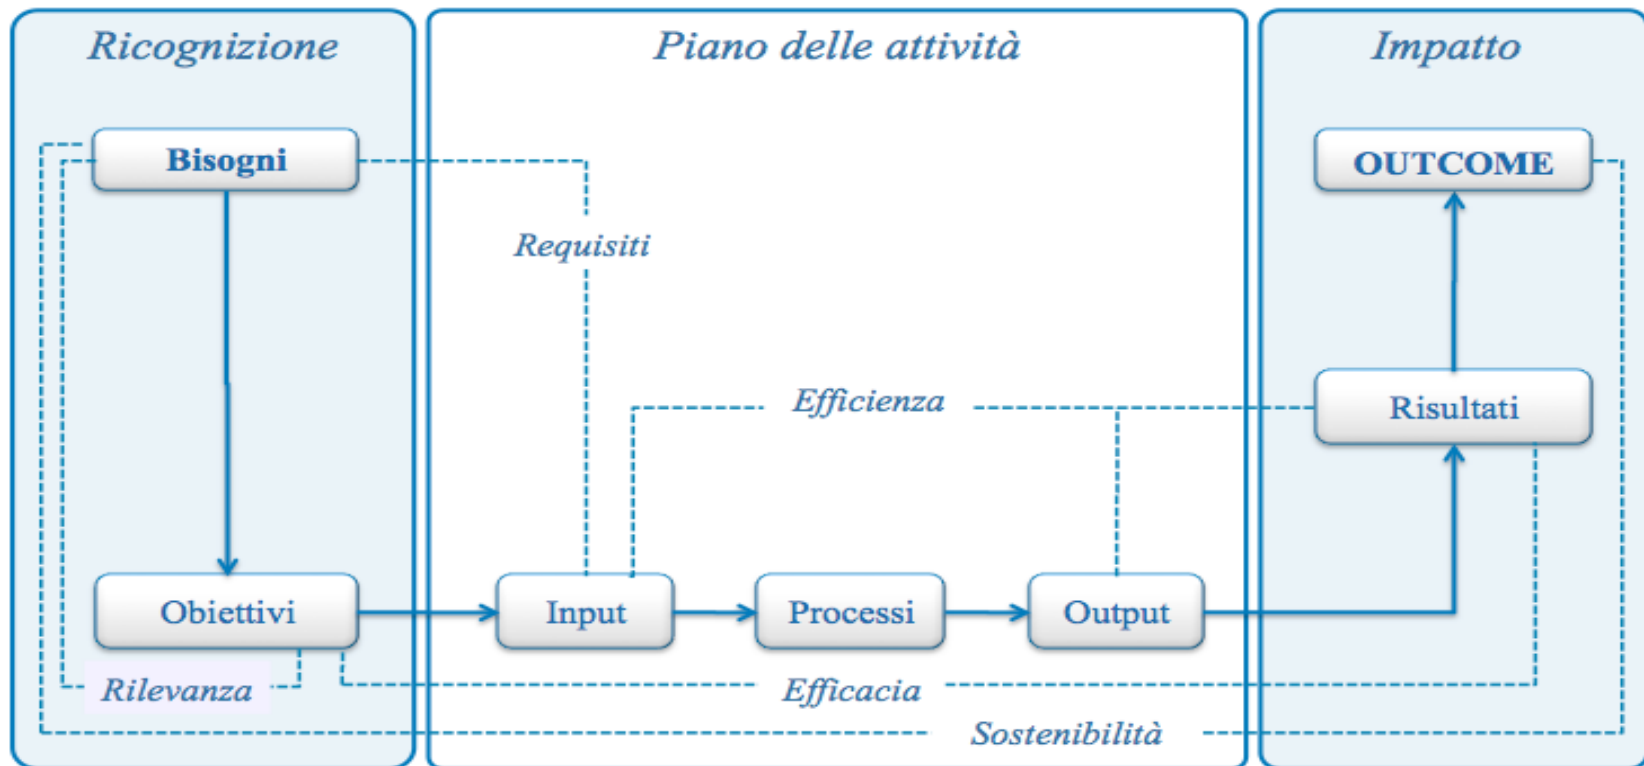 Ricognizione
Piano delle attività
Impatto
Bisogni
OUTCOME
Requisiti
Efficienza
Risultati
Obiettivi
Input
Processi
Output
Rilevanza
Efficacia
Sostenibilità